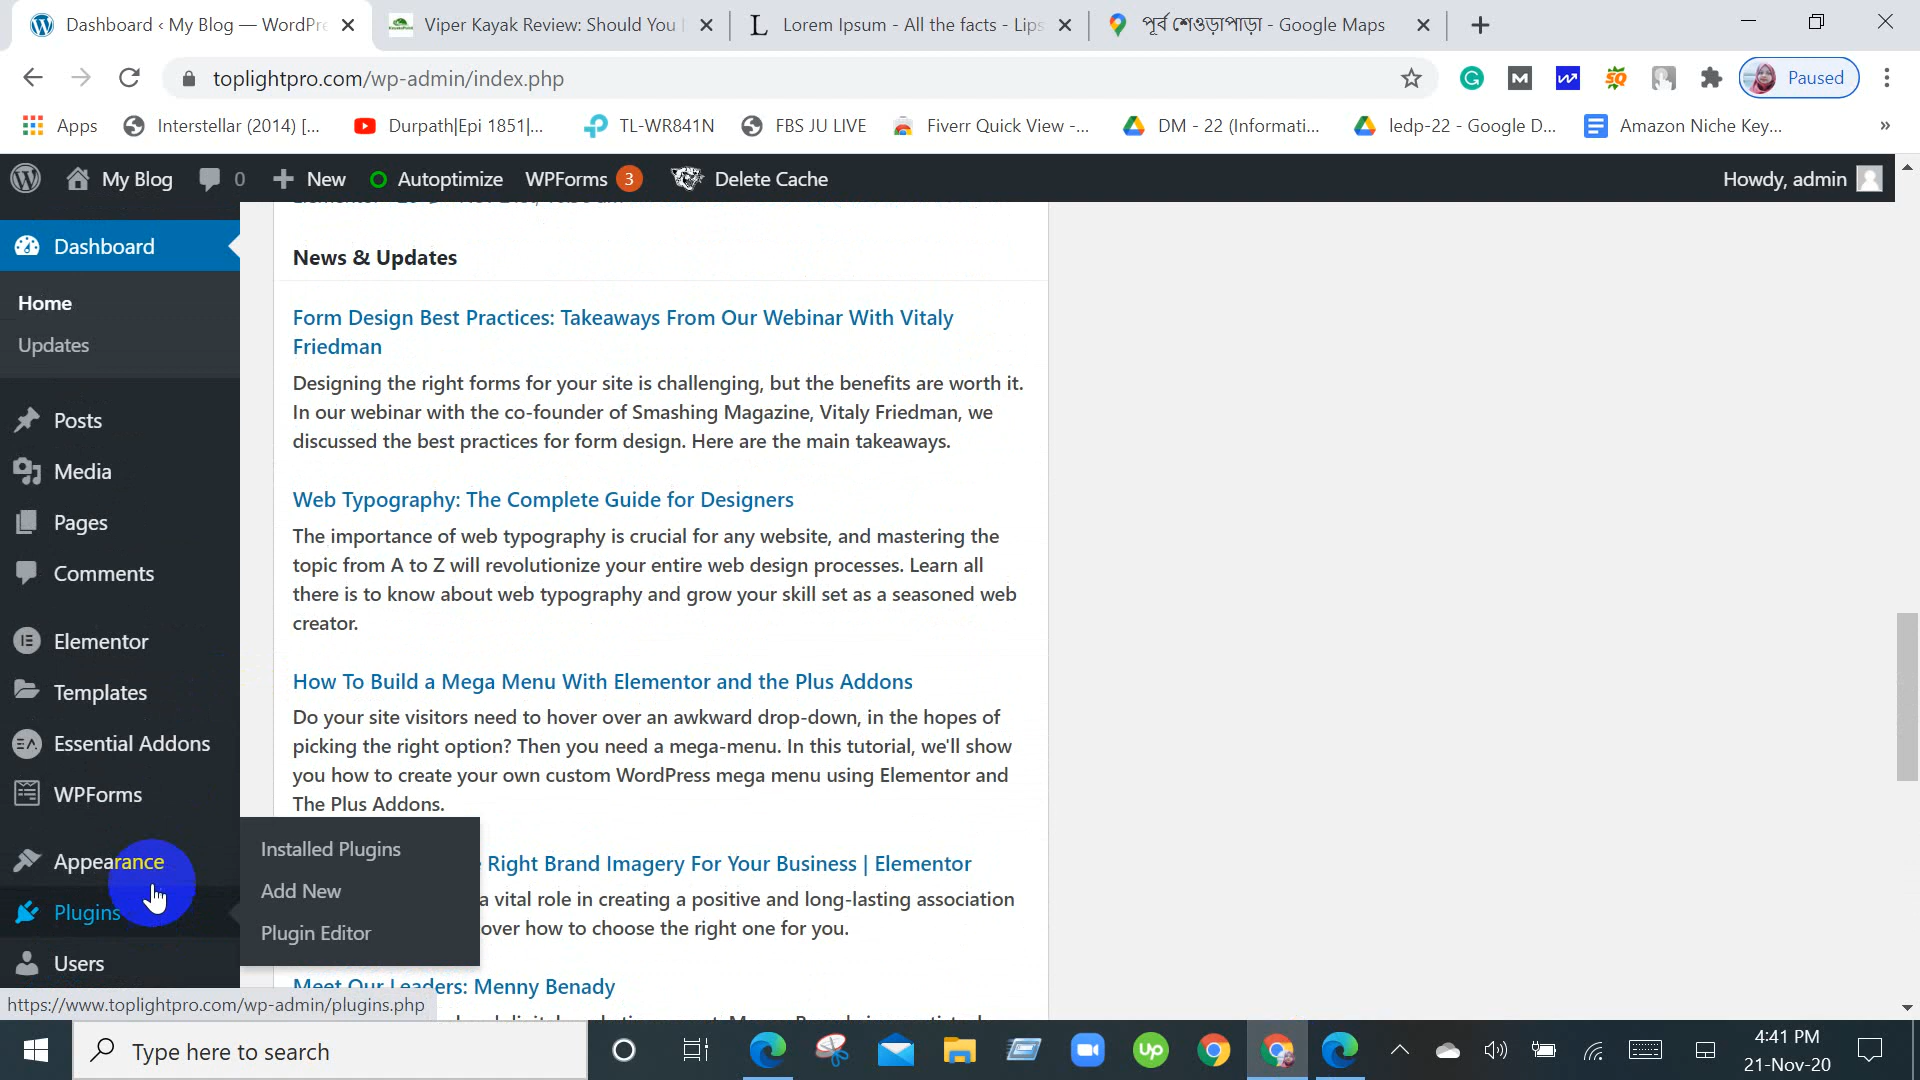 Dashboard ‹ My Blog — WordPre
Viper Kayak Review: Should You
Lorem Ipsum - All the facts - Lips
পূর্ব শেওড়াপাড়া - Google Maps
toplightpro.com/wp-admin/index.php
Paused
Apps
Interstellar (2014) [...
Durpath|Epi 1851|...
TL-WR841N
FBS JU LIVE
Fiverr Quick View -...
DM - 22 (Informati...
ledp-22 - Google D...
Amazon Niche Key...
»
My Blog
0
New
Autoptimize
WPForms 3
Delete Cache
Howdy, admin
Dashboard
Home
Updates
Posts
Media
Pages
Comments
Elementor
Templates
Essential Addons
WPForms
Appearance
Plugins
Users
Installed Plugins
Add New
Plugin Editor
News & Updates
Form Design Best Practices: Takeaways From Our Webinar With Vitaly
Friedman
Designing the right forms for your site is challenging, but the benefits are worth it.
In our webinar with the co-founder of Smashing Magazine, Vitaly Friedman, we
discussed the best practices for form design. Here are the main takeaways.
Web Typography: The Complete Guide for Designers
The importance of web typography is crucial for any website, and mastering the
topic from A to Z will revolutionize your entire web design processes. Learn all
there is to know about web typography and grow your skill set as a seasoned web
creator.
How To Build a Mega Menu With Elementor and the Plus Addons
Do your site visitors need to hover over an awkward drop-down, in the hopes of
picking the right option? Then you need a mega-menu. In this tutorial, we'll show
you how to create your own custom WordPress mega menu using Elementor and
The Plus Addons.
Right Brand Imagery For Your Business | Elementor
a vital role in creating a positive and long-lasting association
over how to choose the right one for you.
Meet Our Leaders: Menny Benady
https://www.toplightpro.com/wp-admin/plugins.php
Type here to search
4:41 PM
21-Nov-20